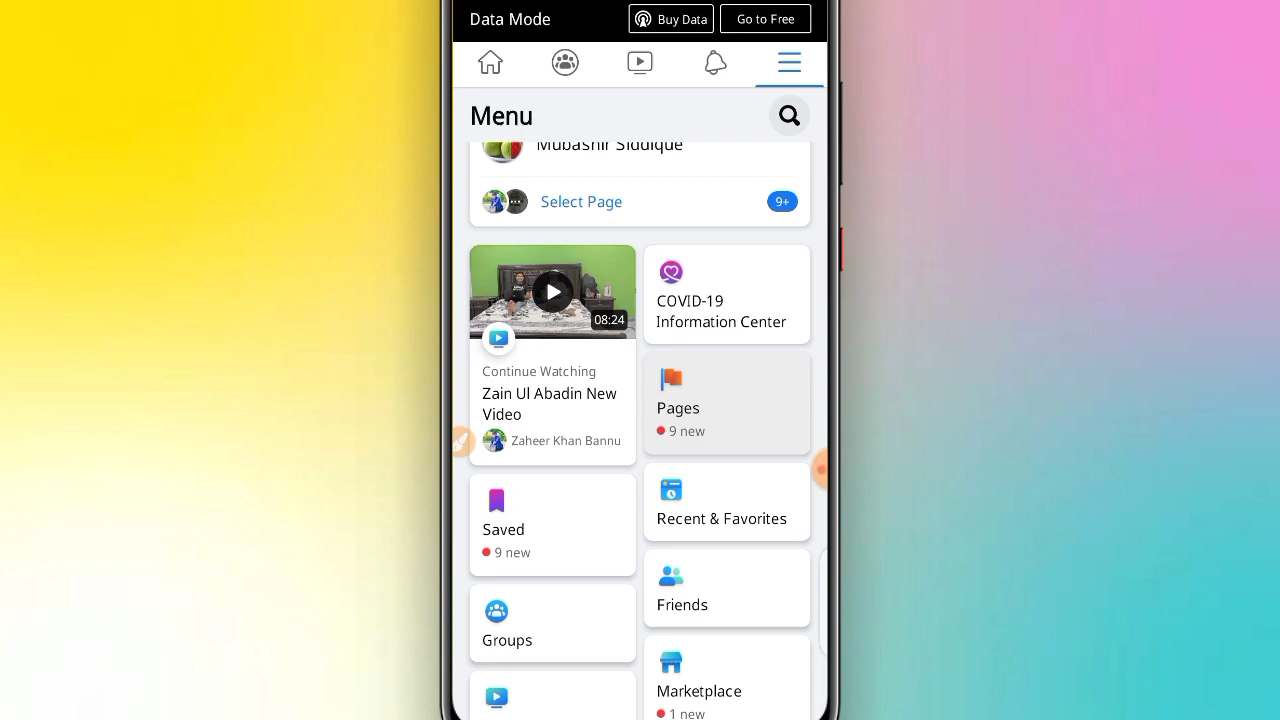 Data Mode
Buy Data
Go to Free
Menu
Mubashir Siddique
Select Page
9+
08:24
Continue Watching
Zain Ul Abadin New
Video
Zaheer Khan Bannu
COVID-19
Information Center
Pages
9 new
Saved
9 new
Recent & Favorites
Friends
Groups
Marketplace
1 new